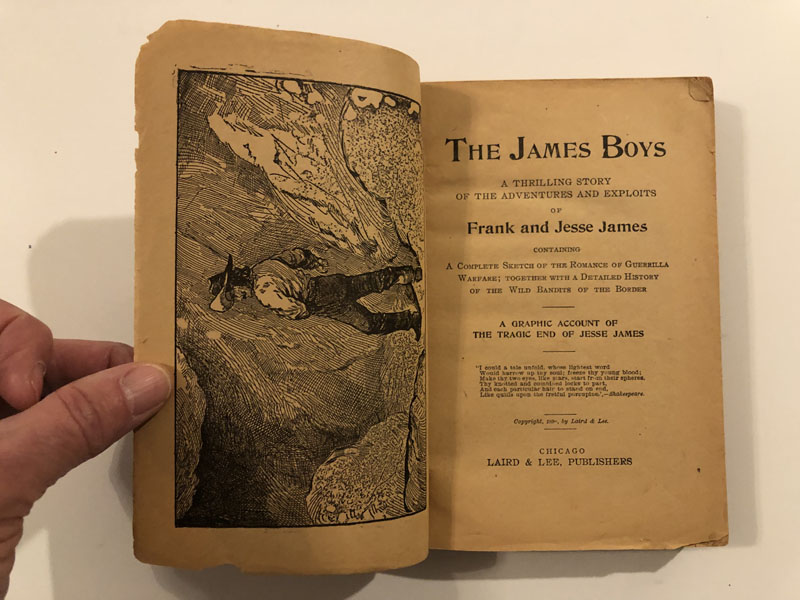 THE JAMES BOYS
A THRILLING STORY
OF THE ADVENTURES AND EXPLOITS
OF
Frank and Jesse James
CONTAINING
A COMPLETE SKETCH OF THE ROMANCE OF GUERRILLA
WARFARE; TOGETHER WITH A DETAILED HISTORY
OF THE WILD BANDITS OF THE BORDER
A GRAPHIC ACCOUNT OF
THE TRAGIC END OF JESSE JAMES
"I could a tale unfold, whose lightest word
Would harrow up thy soul; freeze thy young blood;
Make thy two eyes, like stars, start from their spheres,
Thy knotted and combined locks to part,
And each particular hair to stand on end,
Like quills upon the fretful porcupine."—Shakespeare.
Copyright, by Laird & Lee.
CHICAGO
LAIRD & LEE, PUBLISHERS